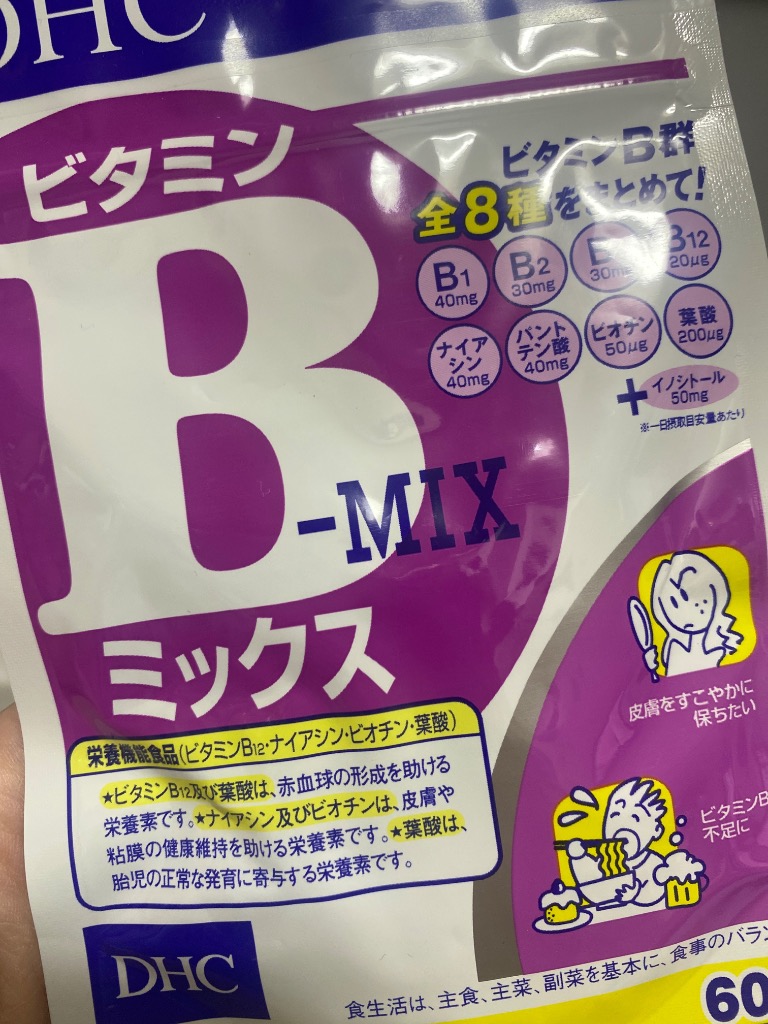 DHC
ビタミン
B
-MIX
ミックス
ビタミンB群
全8種をまとめて!
B1
40mg
B2
30mg
30mg
B12
20μg
ナイア
シン
40mg
パント
テン酸
40mg
ビオチン
50μg
葉酸
200μg
+
イノシトール
50mg
※一日摂取目安量あたり
皮膚をすこやかに
保ちたい
ビタミンB
不足に
栄養機能食品(ビタミンB12・ナイアシン・ビオチン・葉酸)
★ビタミンB12及び葉酸は、赤血球の形成を助ける
栄養素です。★ナイアシン及びビオチンは、皮膚や
粘膜の健康維持を助ける栄養素です。★葉酸は、
胎児の正常な発育に寄与する栄養素です。
DHC
食生活は、主食、主菜、副菜を基本に、食事のバラン
60